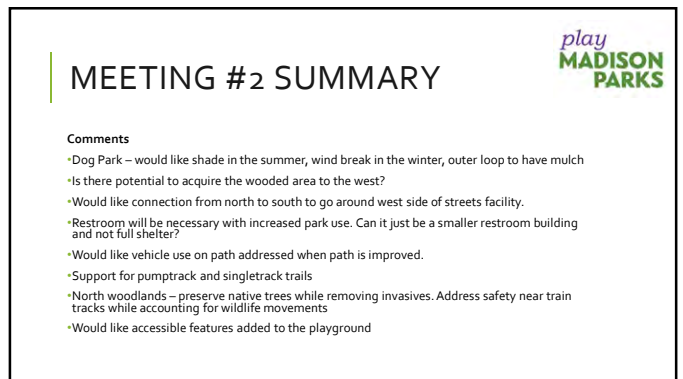 play
MADISON
PARKS
MEETING #2 SUMMARY
Comments
•Dog Park – would like shade in the summer, wind break in the winter, outer loop to have mulch
•Is there potential to acquire the wooded area to the west?
•Would like connection from north to south to go around west side of streets facility.
•Restroom will be necessary with increased park use. Can it just be a smaller restroom building
and not full shelter?
•Would like vehicle use on path addressed when path is improved.
•Support for pumptrack and singletrack trails
•North woodlands – preserve native trees while removing invasives. Address safety near train
tracks while accounting for wildlife movements
•Would like accessible features added to the playground